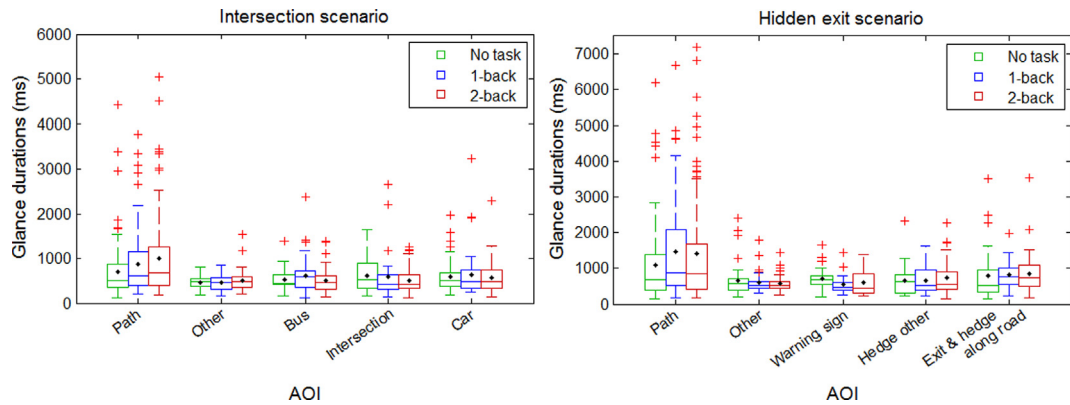 Intersection scenario
Glance durations (ms)
6000
5000
4000
3000
2000
1000
0
No task
1-back
2-back
Path
Other
Bus
Intersection
Car
AOI
Hidden exit scenario
Glance durations (ms)
7000
6000
5000
4000
3000
2000
1000
0
No task
1-back
2-back
Path
Other
Warning sign
Hedge other
Exit & hedge
along road
AOI